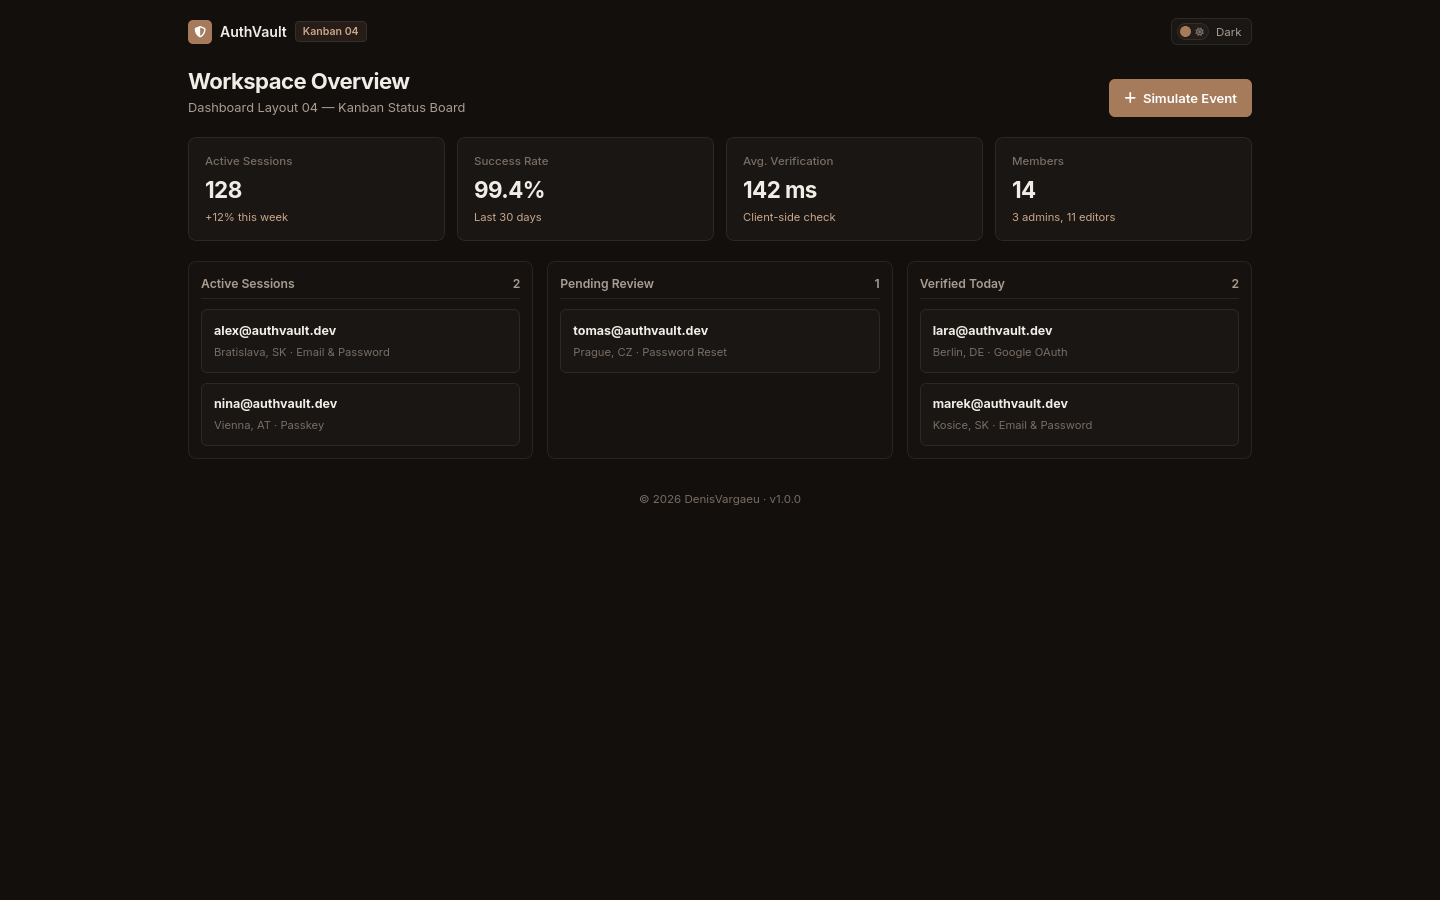 AuthVault Kanban 04 Dark
Workspace Overview
Dashboard Layout 04 — Kanban Status Board
Simulate Event
Active Sessions
128
+12% this week
Success Rate
99.4%
Last 30 days
Avg. Verification
142 ms
Client-side check
Members
14
3 admins, 11 editors
Active Sessions 2
alex@authvault.dev
Bratislava, SK · Email & Password
nina@authvault.dev
Vienna, AT · Passkey
Pending Review 1
tomas@authvault.dev
Prague, CZ · Password Reset
Verified Today 2
lara@authvault.dev
Berlin, DE · Google OAuth
marek@authvault.dev
Kosice, SK · Email & Password
© 2026 DenisVargaeu · v1.0.0